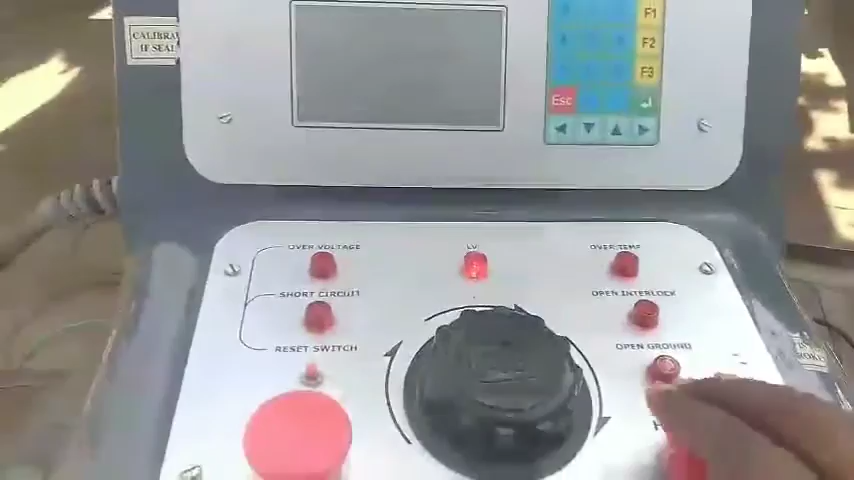 F1
CALIBRA
IF SEAL
F2
F3
Esc
OVER VOLTAGE
LV
OVER TEMP
SHORT CIRCUIT
OPEN INTERLOCK
RESET SWITCH
OPEN GROUND
H